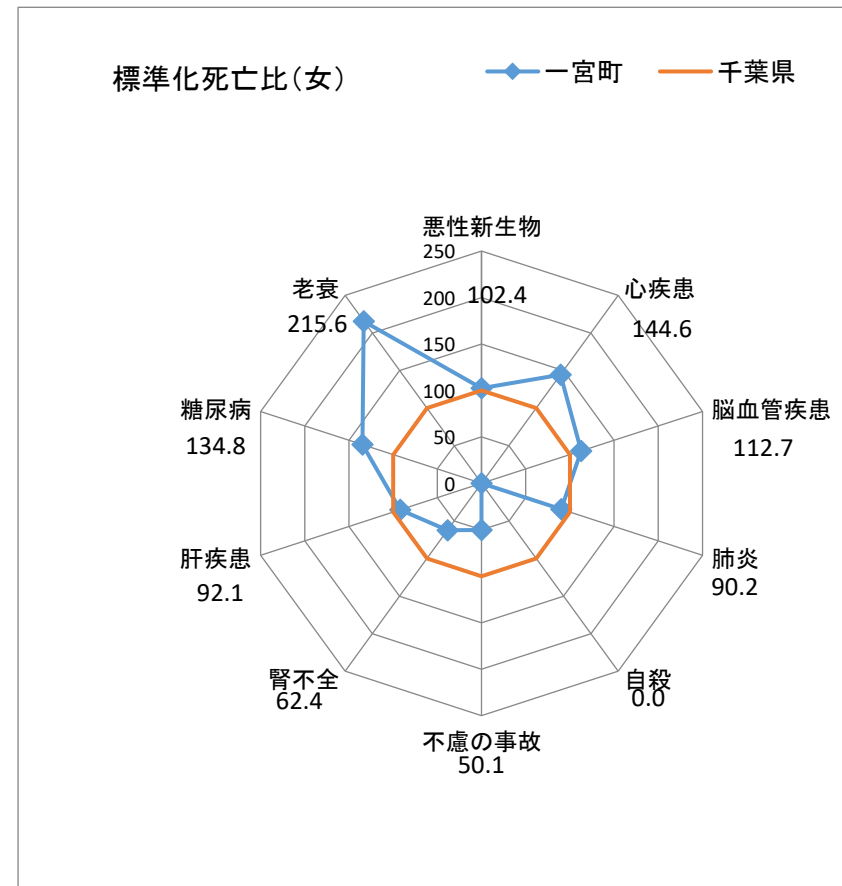 標準化死亡比(女)
一宮町
千葉県
悪性新生物
102.4
心疾患
144.6
脳血管疾患
112.7
肺炎
90.2
自殺
0.0
不慮の事故
50.1
腎不全
62.4
肝疾患
92.1
糖尿病
134.8
老衰
215.6
250
200
150
100
50
0